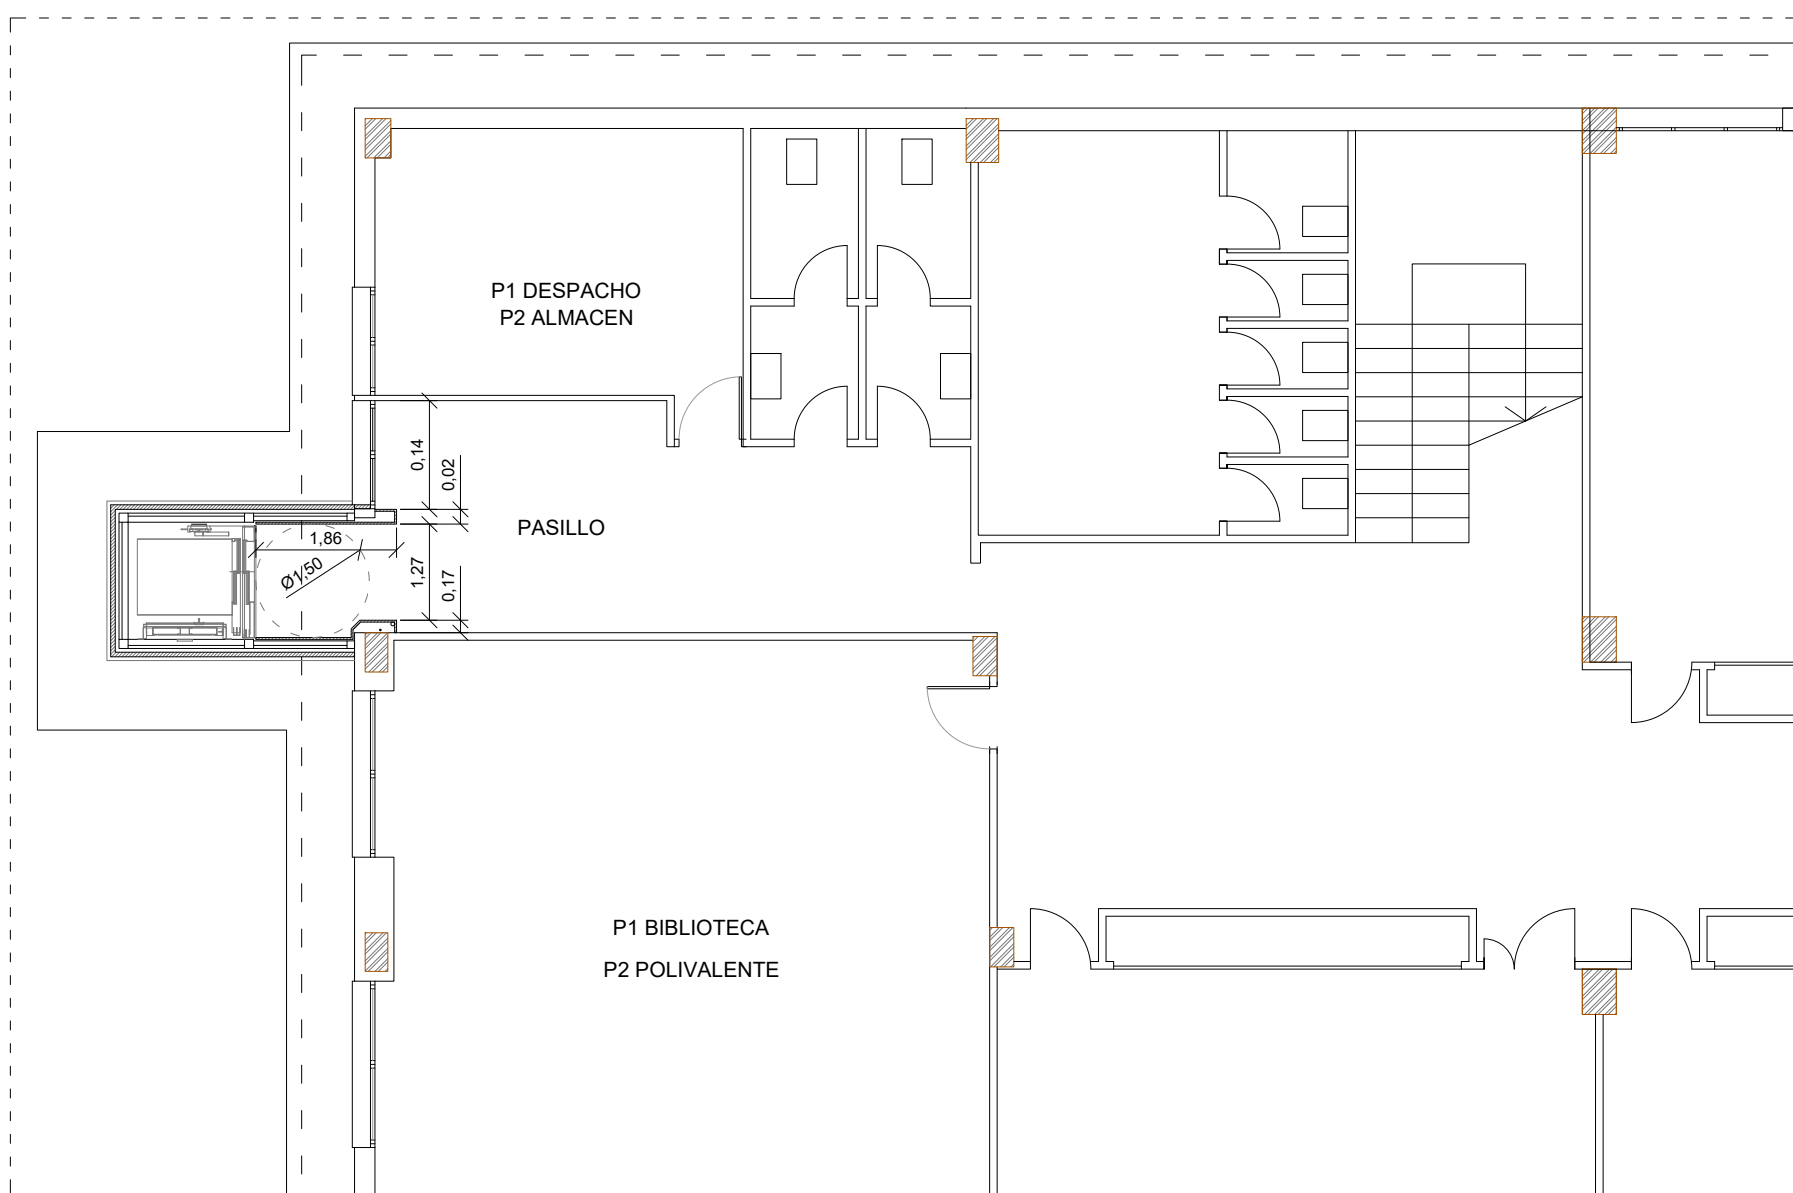 P1 DESPACHO
P2 ALMACEN
0,14
0,02
PASILLO
1,86
Ø1,50
1,27
0,17
P1 BIBLIOTECA
P2 POLIVALENTE